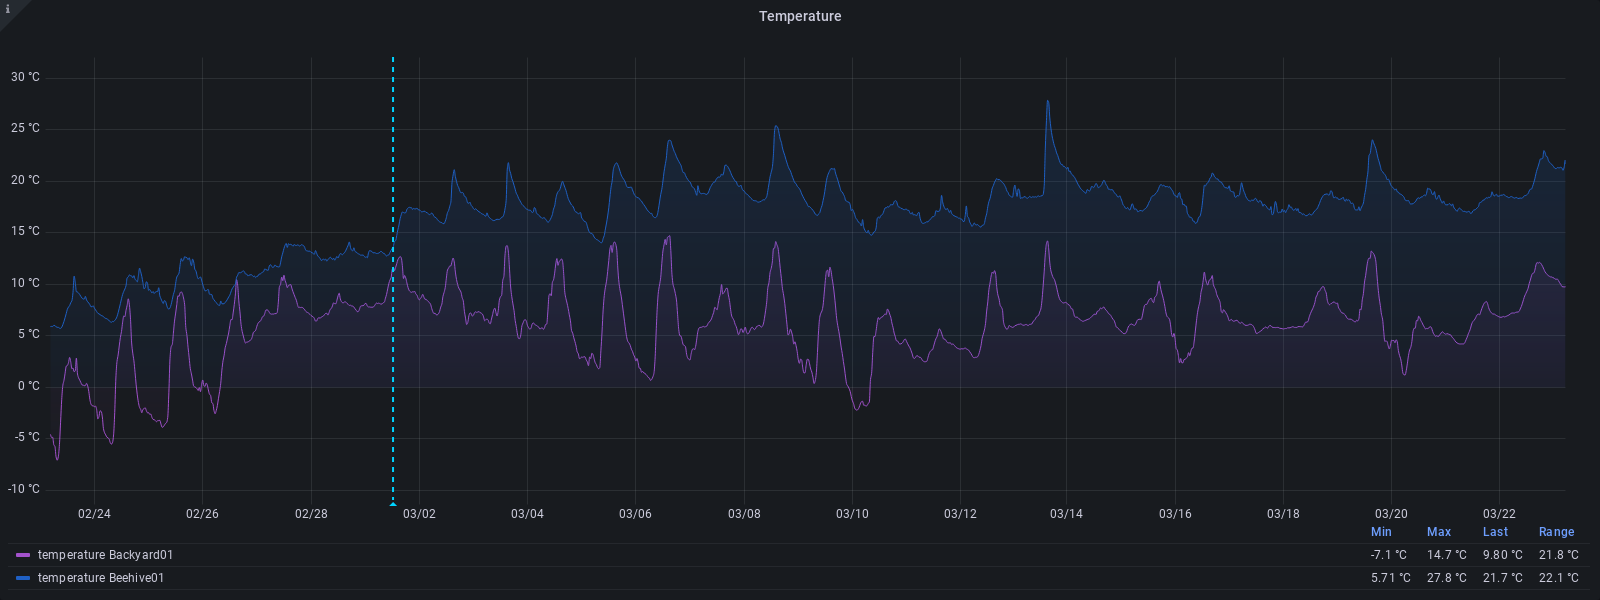 i
Temperature
30 °C
25 °C
20 °C
15 °C
10 °C
5 °C
0 °C
-5 °C
-10 °C
02/24 02/26 02/28 03/02 03/04 03/06 03/08 03/10 03/12 03/14 03/16 03/18 03/20 03/22
Min Max Last Range
temperature Backyard01 -7.1 °C 14.7 °C 9.80 °C 21.8 °C
temperature Beehive01 5.71 °C 27.8 °C 21.7 °C 22.1 °C